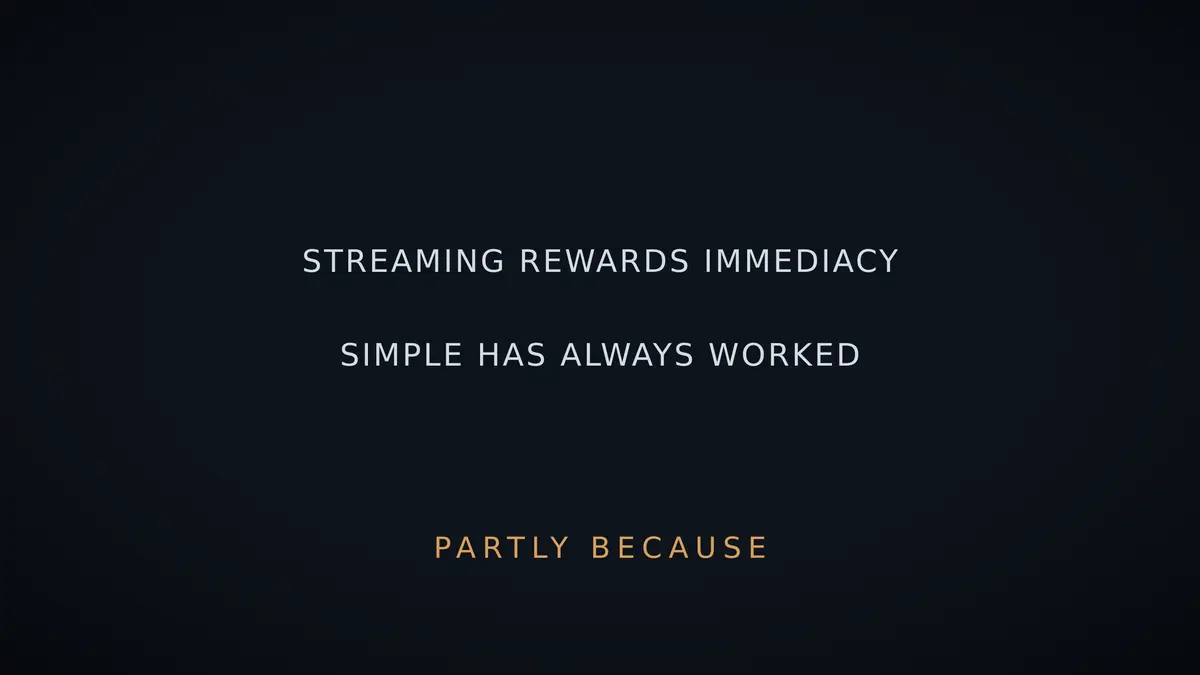 STREAMING REWARDS IMMEDIACY
SIMPLE HAS ALWAYS WORKED
PARTLY BECAUSE